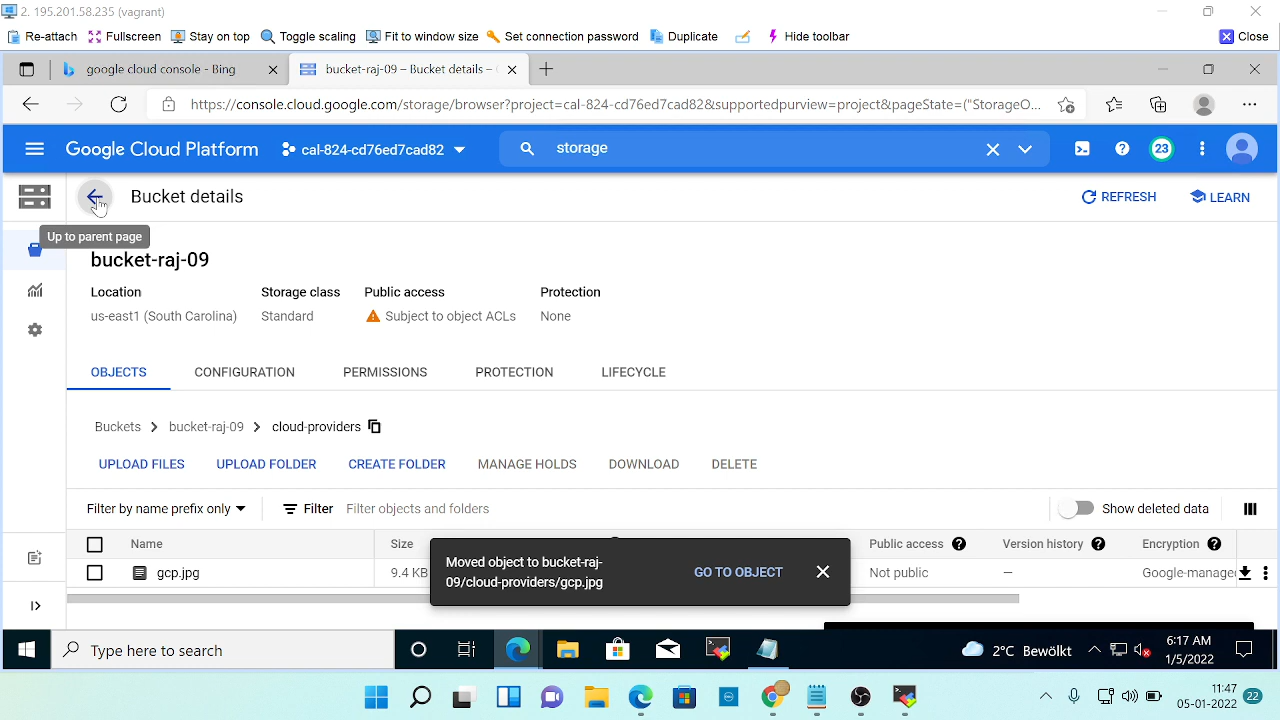 2. 195.201.58.235 (vagrant)
Re-attach Fullscreen Stay on top Toggle scaling Fit to window size Set connection password Duplicate Hide toolbar Close
google cloud console - Bing bucket-raj-09 – Bucket details –
https://console.cloud.google.com/storage/browser?project=cal-824-cd76ed7cad82&supportedpurview=project&pageState=("StorageO...
Google Cloud Platform cal-824-cd76ed7cad82 storage 23
Bucket details REFRESH LEARN
Up to parent page
bucket-raj-09
Location Storage class Public access Protection
us-east1 (South Carolina) Standard Subject to object ACLs None
OBJECTS CONFIGURATION PERMISSIONS PROTECTION LIFECYCLE
Buckets > bucket-raj-09 > cloud-providers
UPLOAD FILES UPLOAD FOLDER CREATE FOLDER MANAGE HOLDS DOWNLOAD DELETE
Filter by name prefix only Filter Filter objects and folders Show deleted data
Name Size Public access Version history Encryption
gcp.jpg 9.4 KB Not public — Google-manage
Moved object to bucket-raj-
09/cloud-providers/gcp.jpg
GO TO OBJECT
Type here to search 2°C Bewölkt 6:17 AM
1/5/2022
11:47
05-01-2022 22